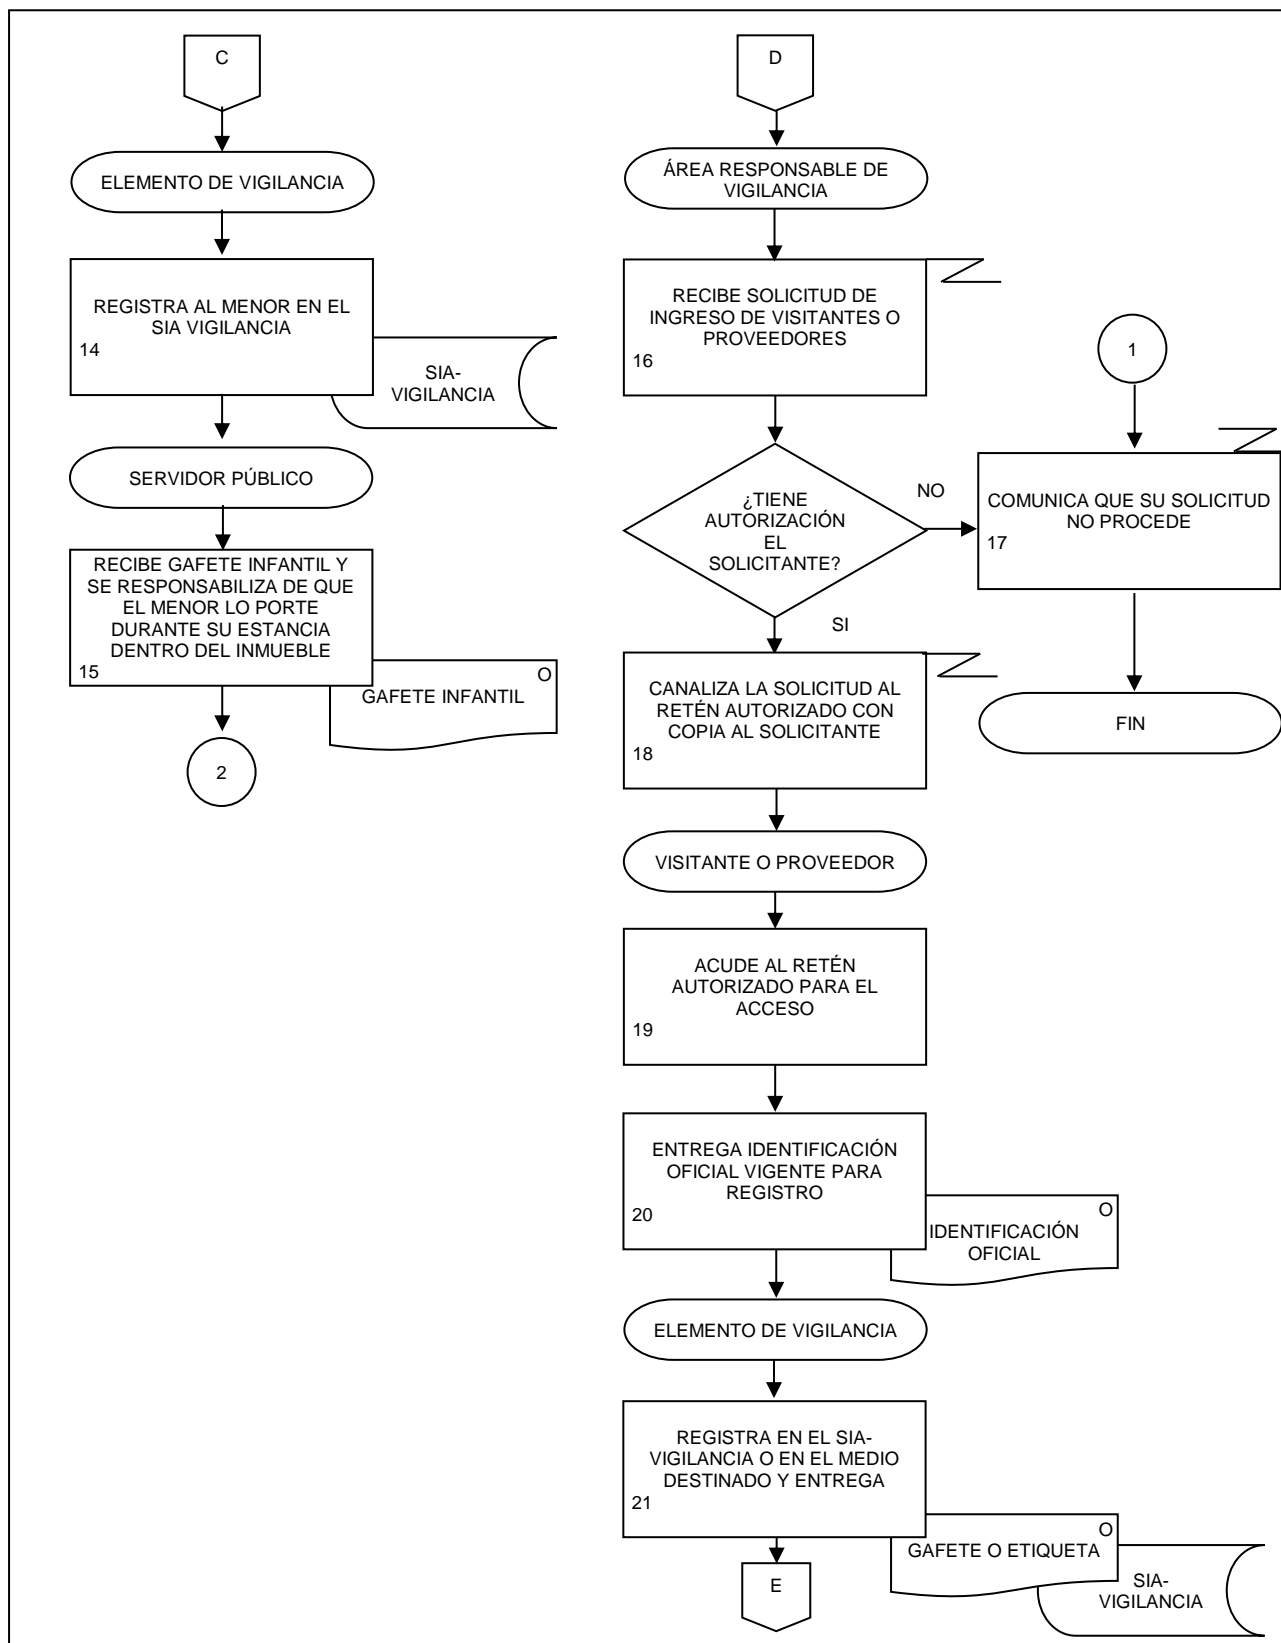 C
ELEMENTO DE VIGILANCIA
REGISTRA AL MENOR EN EL
SIA VIGILANCIA
14
SIA-
VIGILANCIA
SERVIDOR PÚBLICO
RECIBE GAFETE INFANTIL Y
SE RESPONSABILIZA DE QUE
EL MENOR LO PORTE
DURANTE SU ESTANCIA
DENTRO DEL INMUEBLE
15
O
GAFETE INFANTIL
2
D
ÁREA RESPONSABLE DE
VIGILANCIA
RECIBE SOLICITUD DE
INGRESO DE VISITANTES O
PROVEEDORES
16
¿TIENE
AUTORIZACIÓN
EL
SOLICITANTE?
NO
SI
1
COMUNICA QUE SU SOLICITUD
NO PROCEDE
17
FIN
CANALIZA LA SOLICITUD AL
RETÉN AUTORIZADO CON
COPIA AL SOLICITANTE
18
VISITANTE O PROVEEDOR
ACUDE AL RETÉN
AUTORIZADO PARA EL
ACCESO
19
ENTREGA IDENTIFICACIÓN
OFICIAL VIGENTE PARA
REGISTRO
20
O
IDENTIFICACIÓN
OFICIAL
ELEMENTO DE VIGILANCIA
REGISTRA EN EL SIA-
VIGILANCIA O EN EL MEDIO
DESTINADO Y ENTREGA
21
O
GAFETE O ETIQUETA
SIA-
VIGILANCIA
E